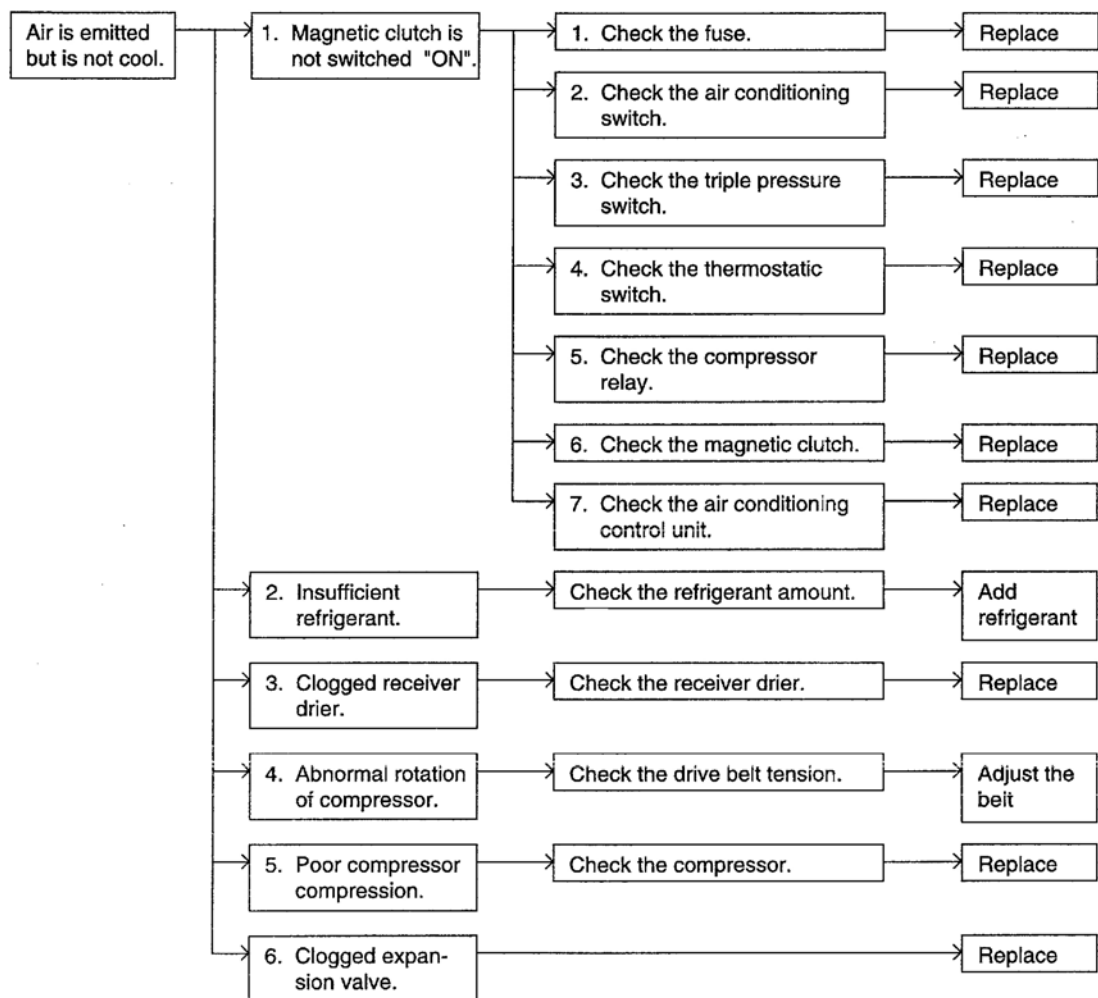 Air is emitted
but is not cool.
1. Magnetic clutch is
not switched "ON".
1. Check the fuse.
Replace
2. Check the air conditioning
switch.
Replace
3. Check the triple pressure
switch.
Replace
4. Check the thermostatic
switch.
Replace
5. Check the compressor
relay.
Replace
6. Check the magnetic clutch.
Replace
7. Check the air conditioning
control unit.
Replace
2. Insufficient
refrigerant.
Check the refrigerant amount.
Add
refrigerant
3. Clogged receiver
drier.
Check the receiver drier.
Replace
4. Abnormal rotation
of compressor.
Check the drive belt tension.
Adjust the
beit
5. Poor compressor
compression.
Check the compressor.
Replace
6. Clogged expan-
sion valve.
Replace